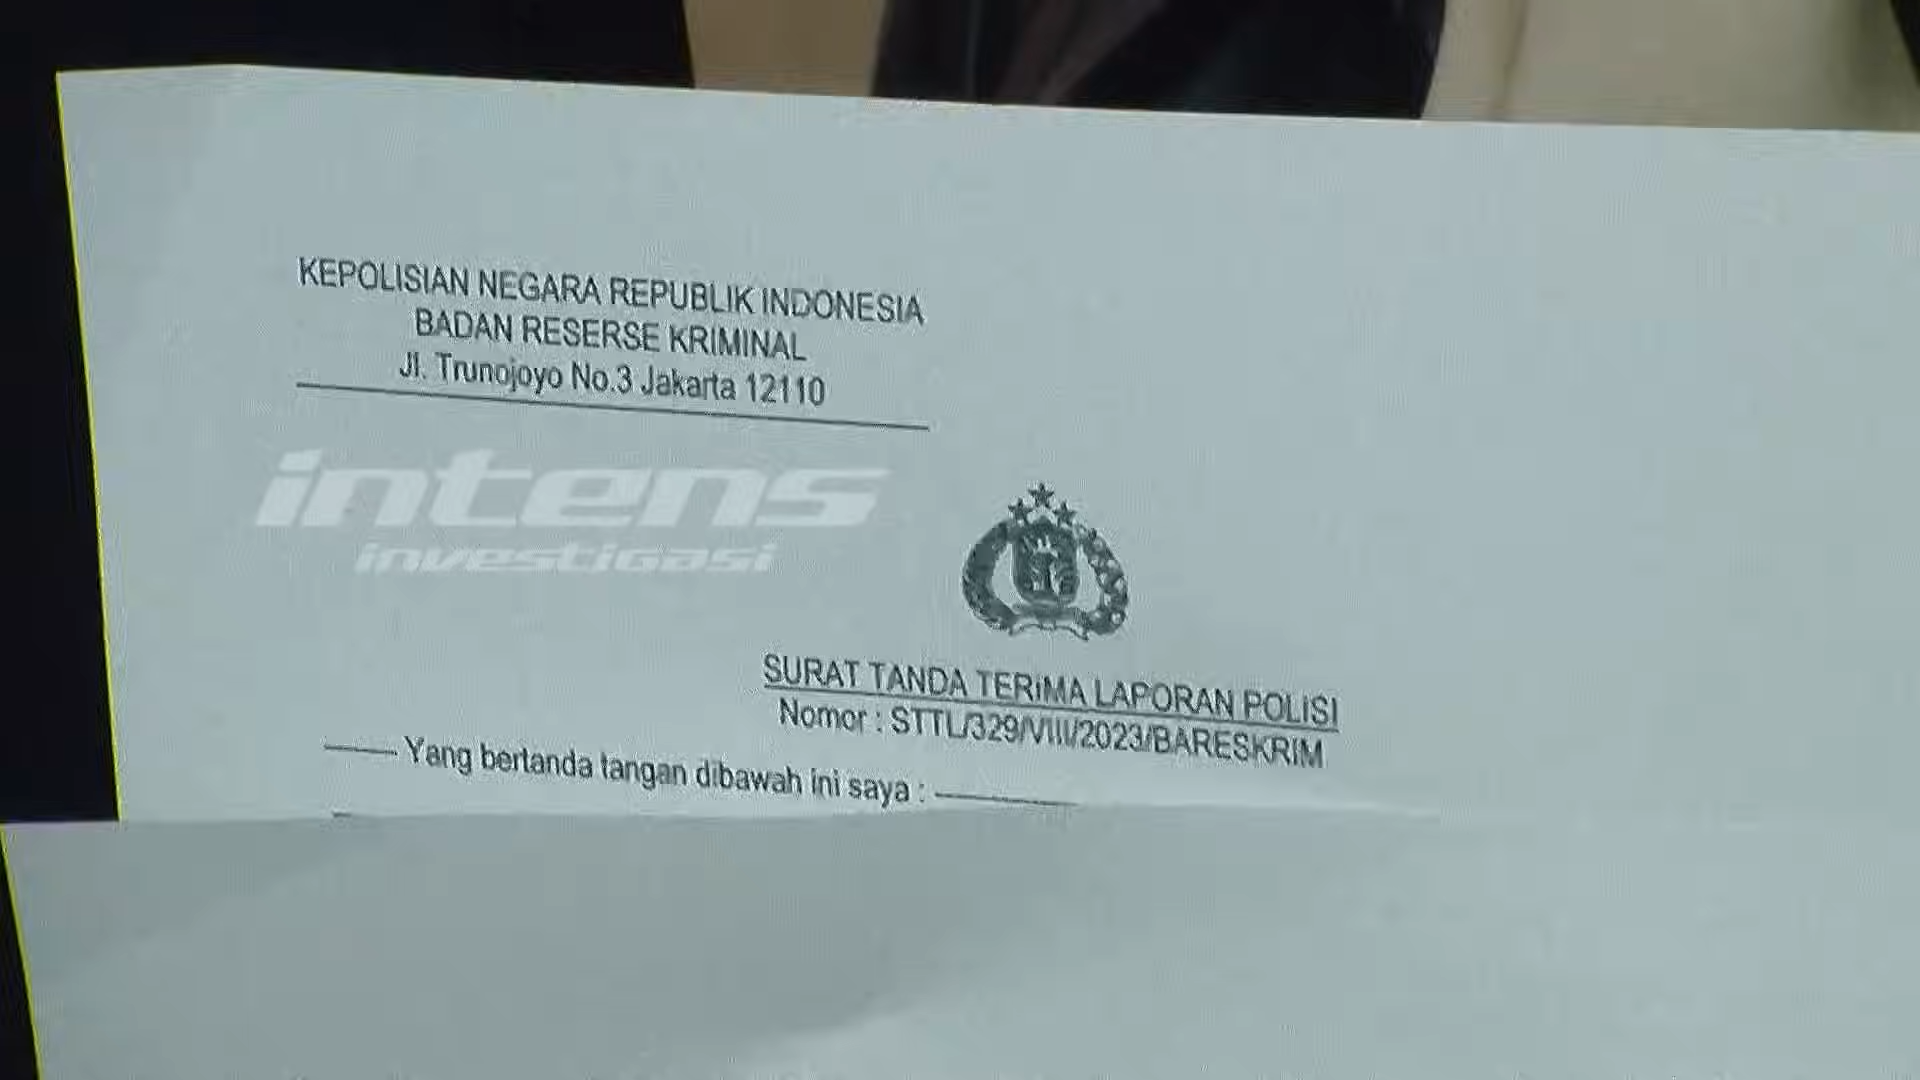 KEPOLISIAN NEGARA REPUBLIK INDONESIA
BADAN RESERSE KRIMINAL
Jl. Trunojoyo No.3 Jakarta 12110
intens
investigasi
SURAT TANDA TERIMA LAPORAN POLISI
Nomor : STTL/329/VIII/2023/BARESKRIM
Yang bertanda tangan dibawah ini saya :